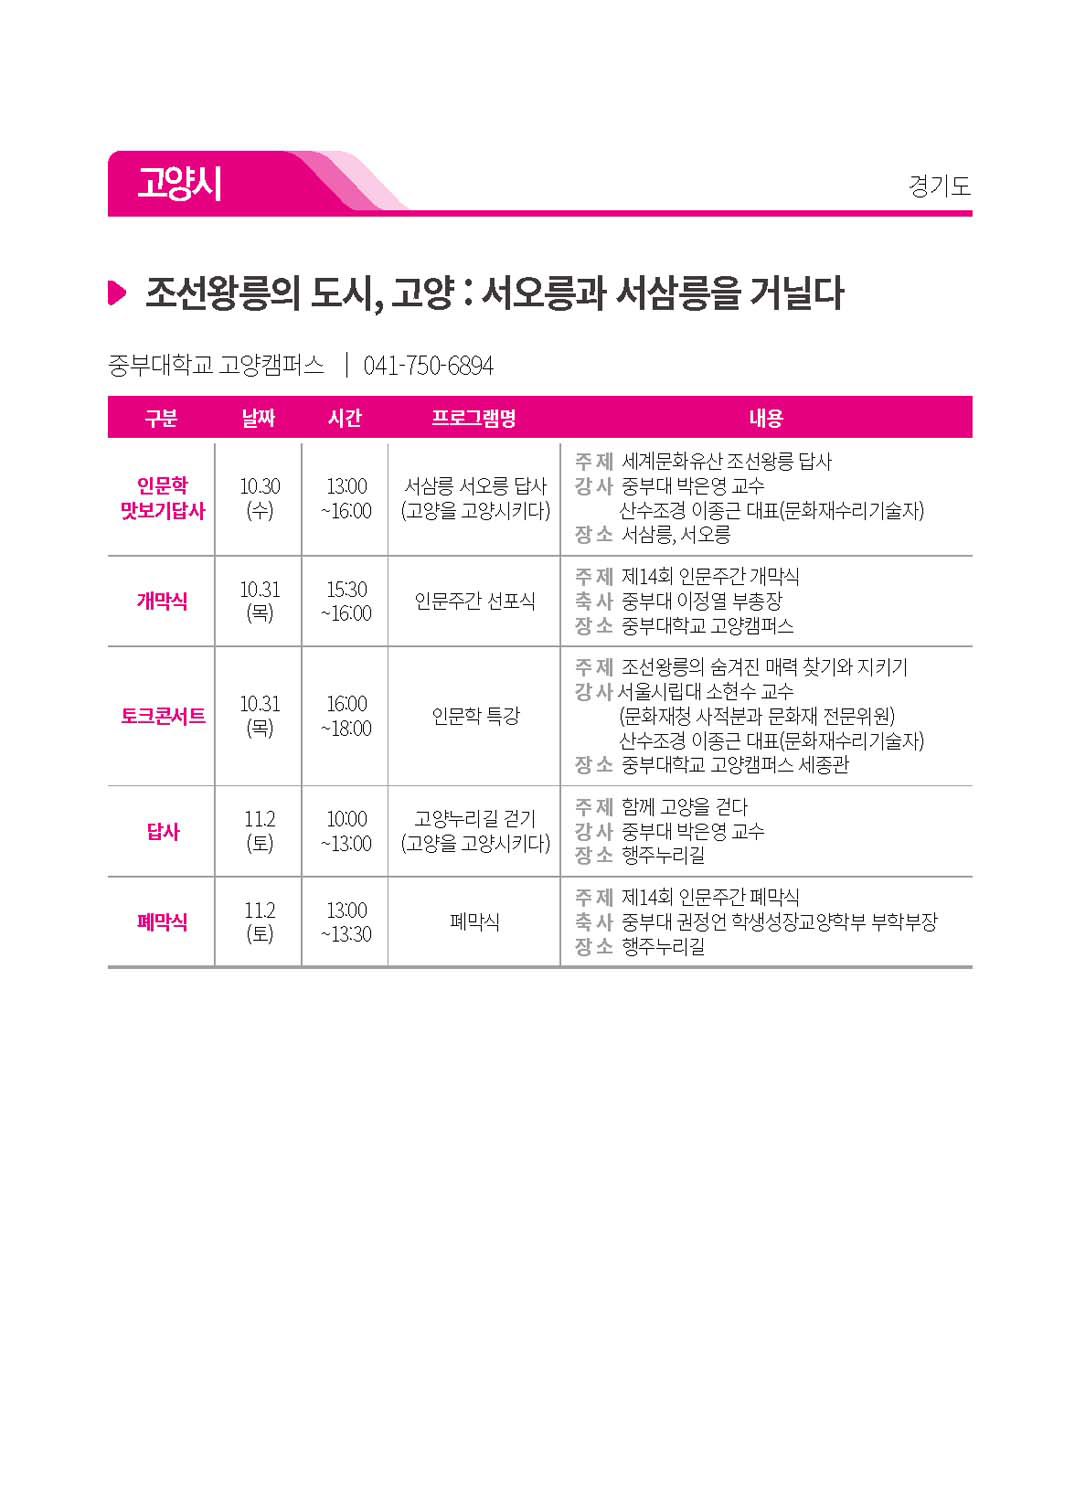 고양시
경기도
조선왕릉의 도시, 고양 : 서오릉과 서삼릉을 거닐다
중부대학교 고양캠퍼스 | 041-750-6894
구분 날짜 시간 프로그램명 내용
인문학
맛보기답사
10.30
(수)
13:00
~16:00
서삼릉 서오릉 답사
(고양을 고양시키다)
주 제 세계문화유산 조선왕릉 답사
강 사 중부대 박은영 교수
산수조경 이종근 대표(문화재수리기술자)
장 소 서삼릉, 서오릉
개막식
10.31
(목)
15:30
~16:00
인문주간 선포식
주 제 제14회 인문주간 개막식
축 사 중부대 이정열 부총장
장 소 중부대학교 고양캠퍼스
토크콘서트
10.31
(목)
16:00
~18:00
인문학 특강
주 제 조선왕릉의 숨겨진 매력 찾기와 지키기
강 사 서울시립대 소현수 교수
(문화재청 사적분과 문화재 전문위원)
산수조경 이종근 대표(문화재수리기술자)
장 소 중부대학교 고양캠퍼스 세종관
답사
11.2
(토)
10:00
~13:00
고양누리길 걷기
(고양을 고양시키다)
주 제 함께 고양을 걷다
강 사 중부대 박은영 교수
장 소 행주누리길
폐막식
11.2
(토)
13:00
~13:30
폐막식
주 제 제14회 인문주간 폐막식
축 사 중부대 권정언 학생성장교양학부 부학부장
장 소 행주누리길